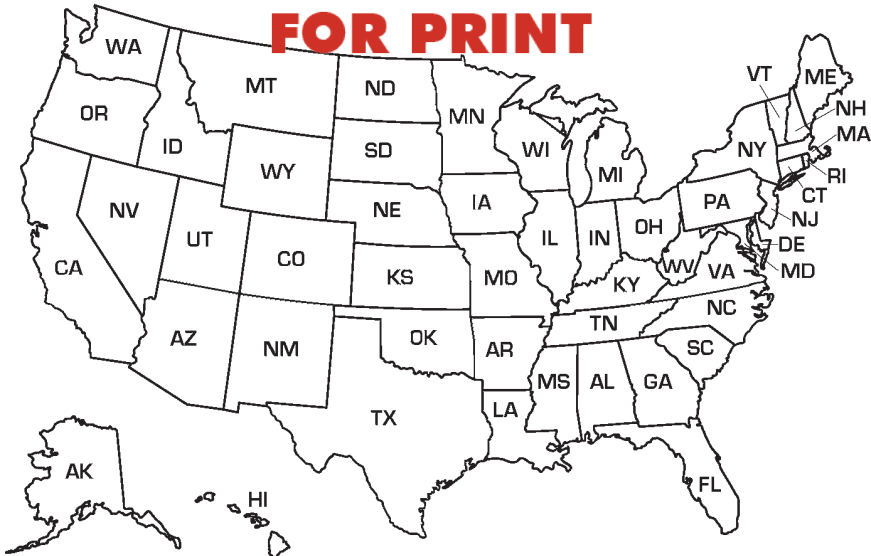 FOR PRINT
WA
MT
ND
MN
VT
ME
OR
ID
SD
WI
MI
NY
NH
MA
WY
RI
CT
NV
NE
IA
PA
NJ
UT
CO
IL
IN
OH
DE
CA
KS
MO
KY
WV
VA
MD
AZ
NM
OK
AR
TN
NC
SC
TX
LA
MS
AL
GA
AK
HI
FL